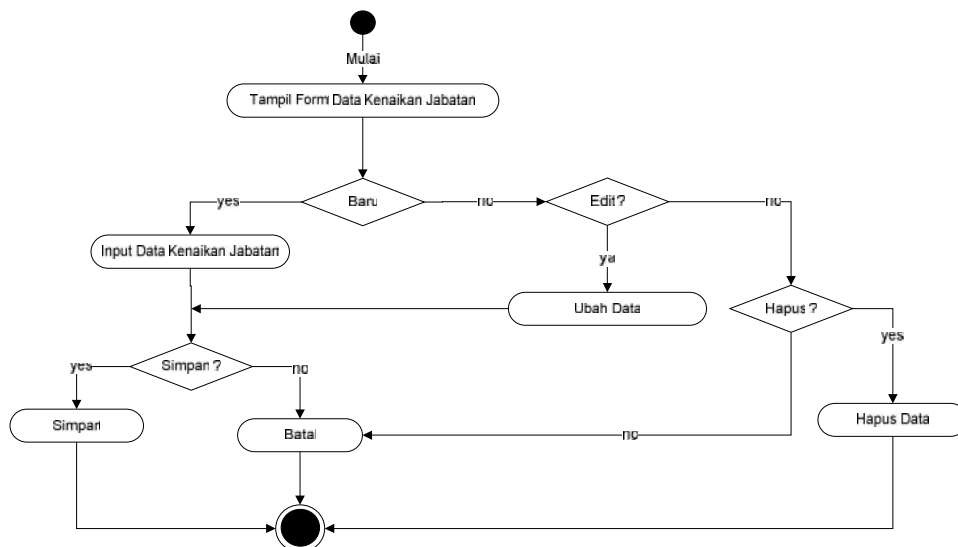 Mulai
Tampil Form Data Kenaikan Jabatan
Baru
no
Edit?
no
yes
Input Data Kenaikan Jabatan
ya
Ubah Data
Hapus?
yes
Simpan?
yes
no
Simpan
Batal
no
Hapus Data